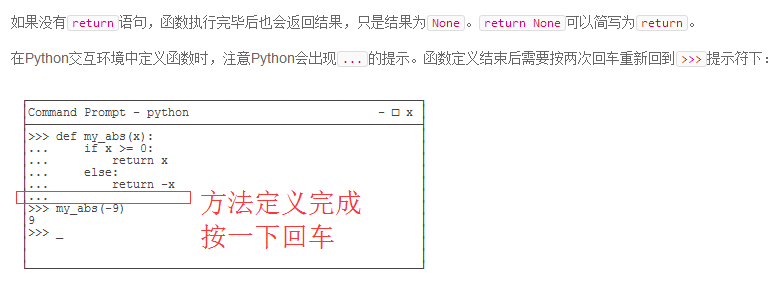 如果没有return语句，函数执行完毕后也会返回结果，只是结果为None。return None可以简写为return。
在Python交互环境中定义函数时，注意Python会出现...的提示。函数定义结束后需要按两次回车重新回到>>>提示符下：
Command Prompt - python - □ x
>>> def my_abs(x):
...     if x >= 0:
...         return x
...     else:
...         return -x
...
>>> my_abs(-9)
9
>>> _
方法定义完成
按一下回车